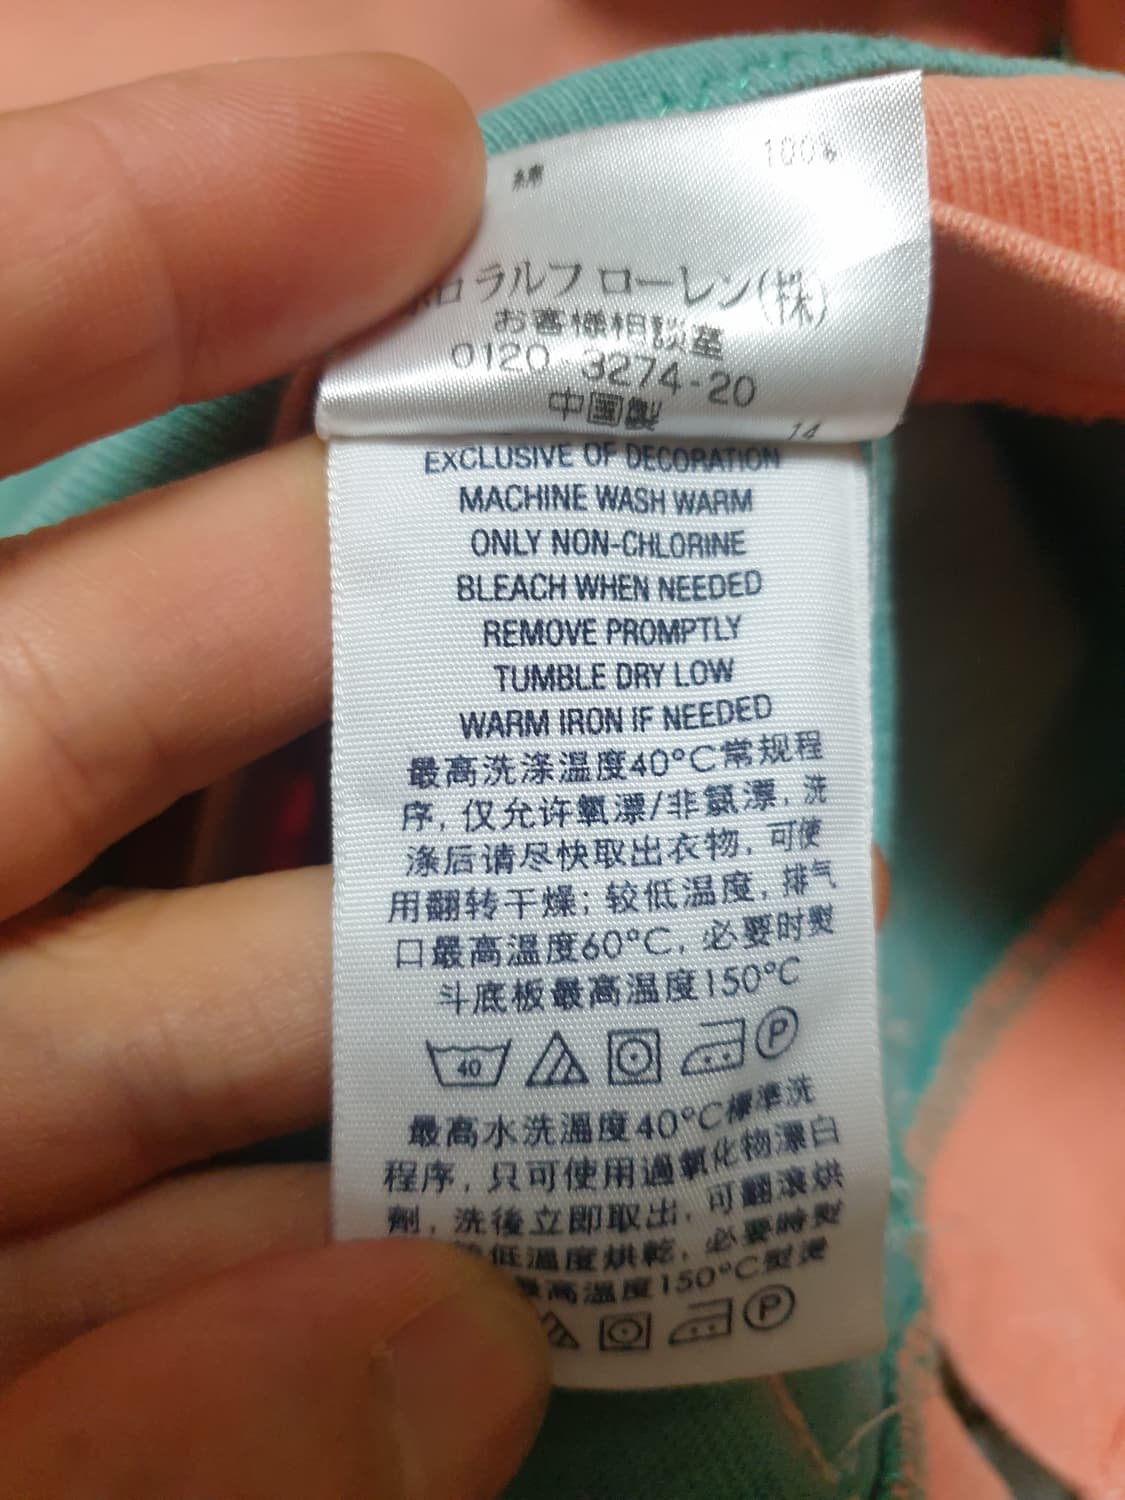 綿 100%
ラルフ ローレン(株)
お客様相談室
0120 3274-20
中国製
14
EXCLUSIVE OF DECORATION
MACHINE WASH WARM
ONLY NON-CHLORINE
BLEACH WHEN NEEDED
REMOVE PROMPTLY
TUMBLE DRY LOW
WARM IRON IF NEEDED
最高洗涤温度40°C常规程
序, 仅允许氧漂/非氯漂, 洗
涤后请尽快取出衣物, 可使
用翻转干燥; 较低温度, 排气
口最高温度60°C, 必要时熨
斗底板最高温度150°C
40 P
最高水洗溫度40°C標準洗
程序, 只可使用過氧化物漂白
劑, 洗後立即取出, 可翻滾烘
低溫度烘乾, 必要時熨
最高溫度150°C熨燙
P